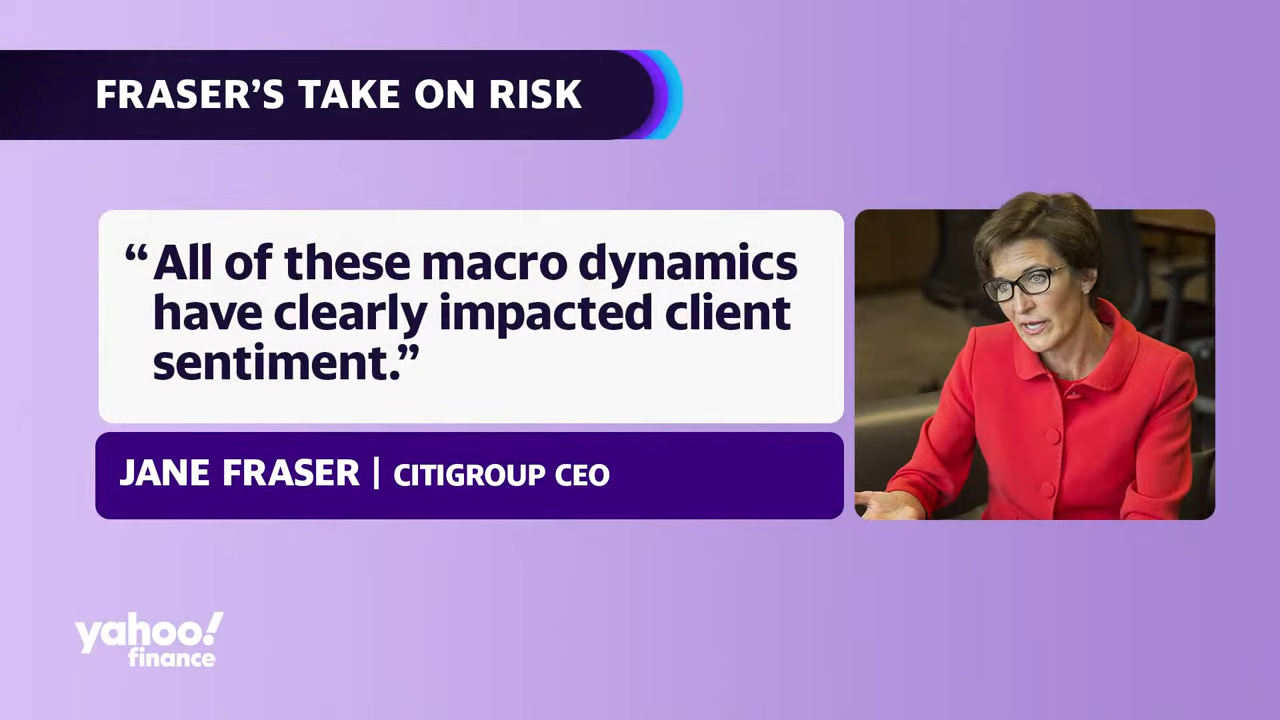 FRASER’S TAKE ON RISK
“All of these macro dynamics
have clearly impacted client
sentiment.”
JANE FRASER | CITIGROUP CEO
yahoo!
finance